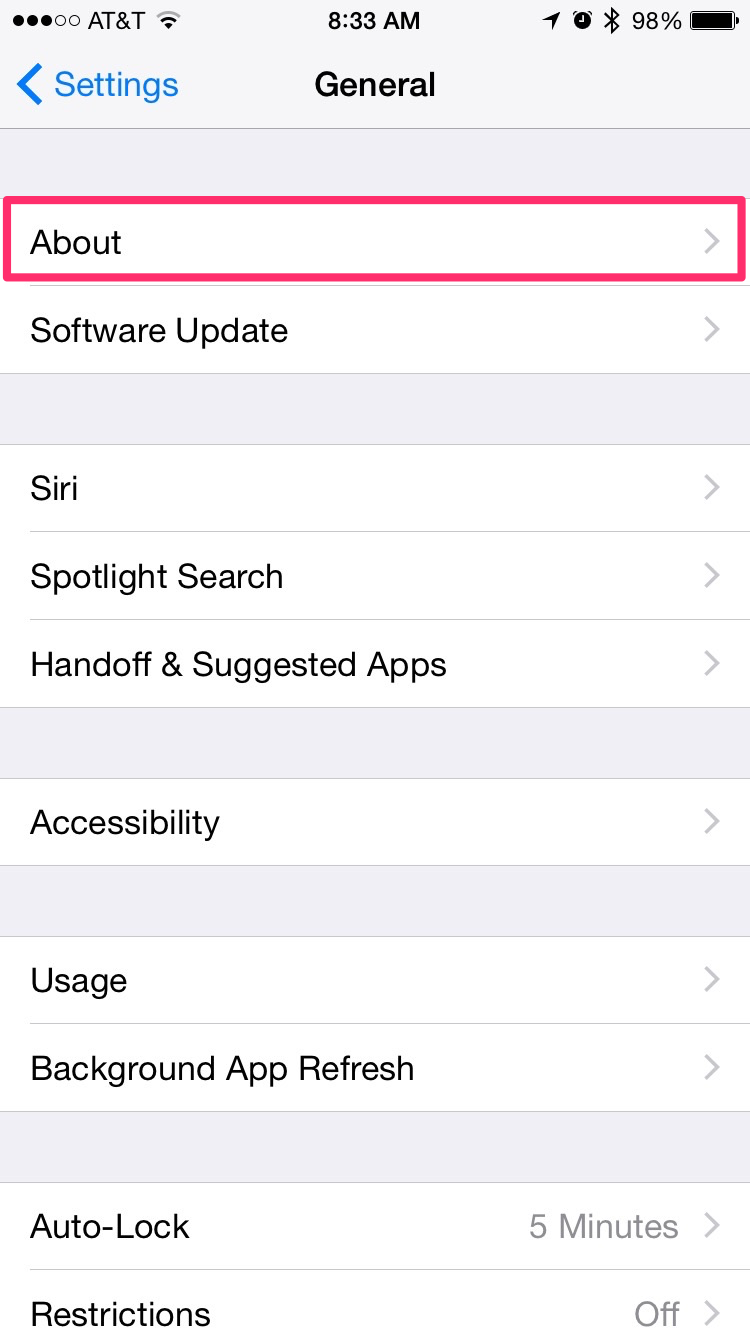 AT&T 8:33 AM 98%
Settings General
About
Software Update
Siri
Spotlight Search
Handoff & Suggested Apps
Accessibility
Usage
Background App Refresh
Auto-Lock 5 Minutes
Restrictions Off